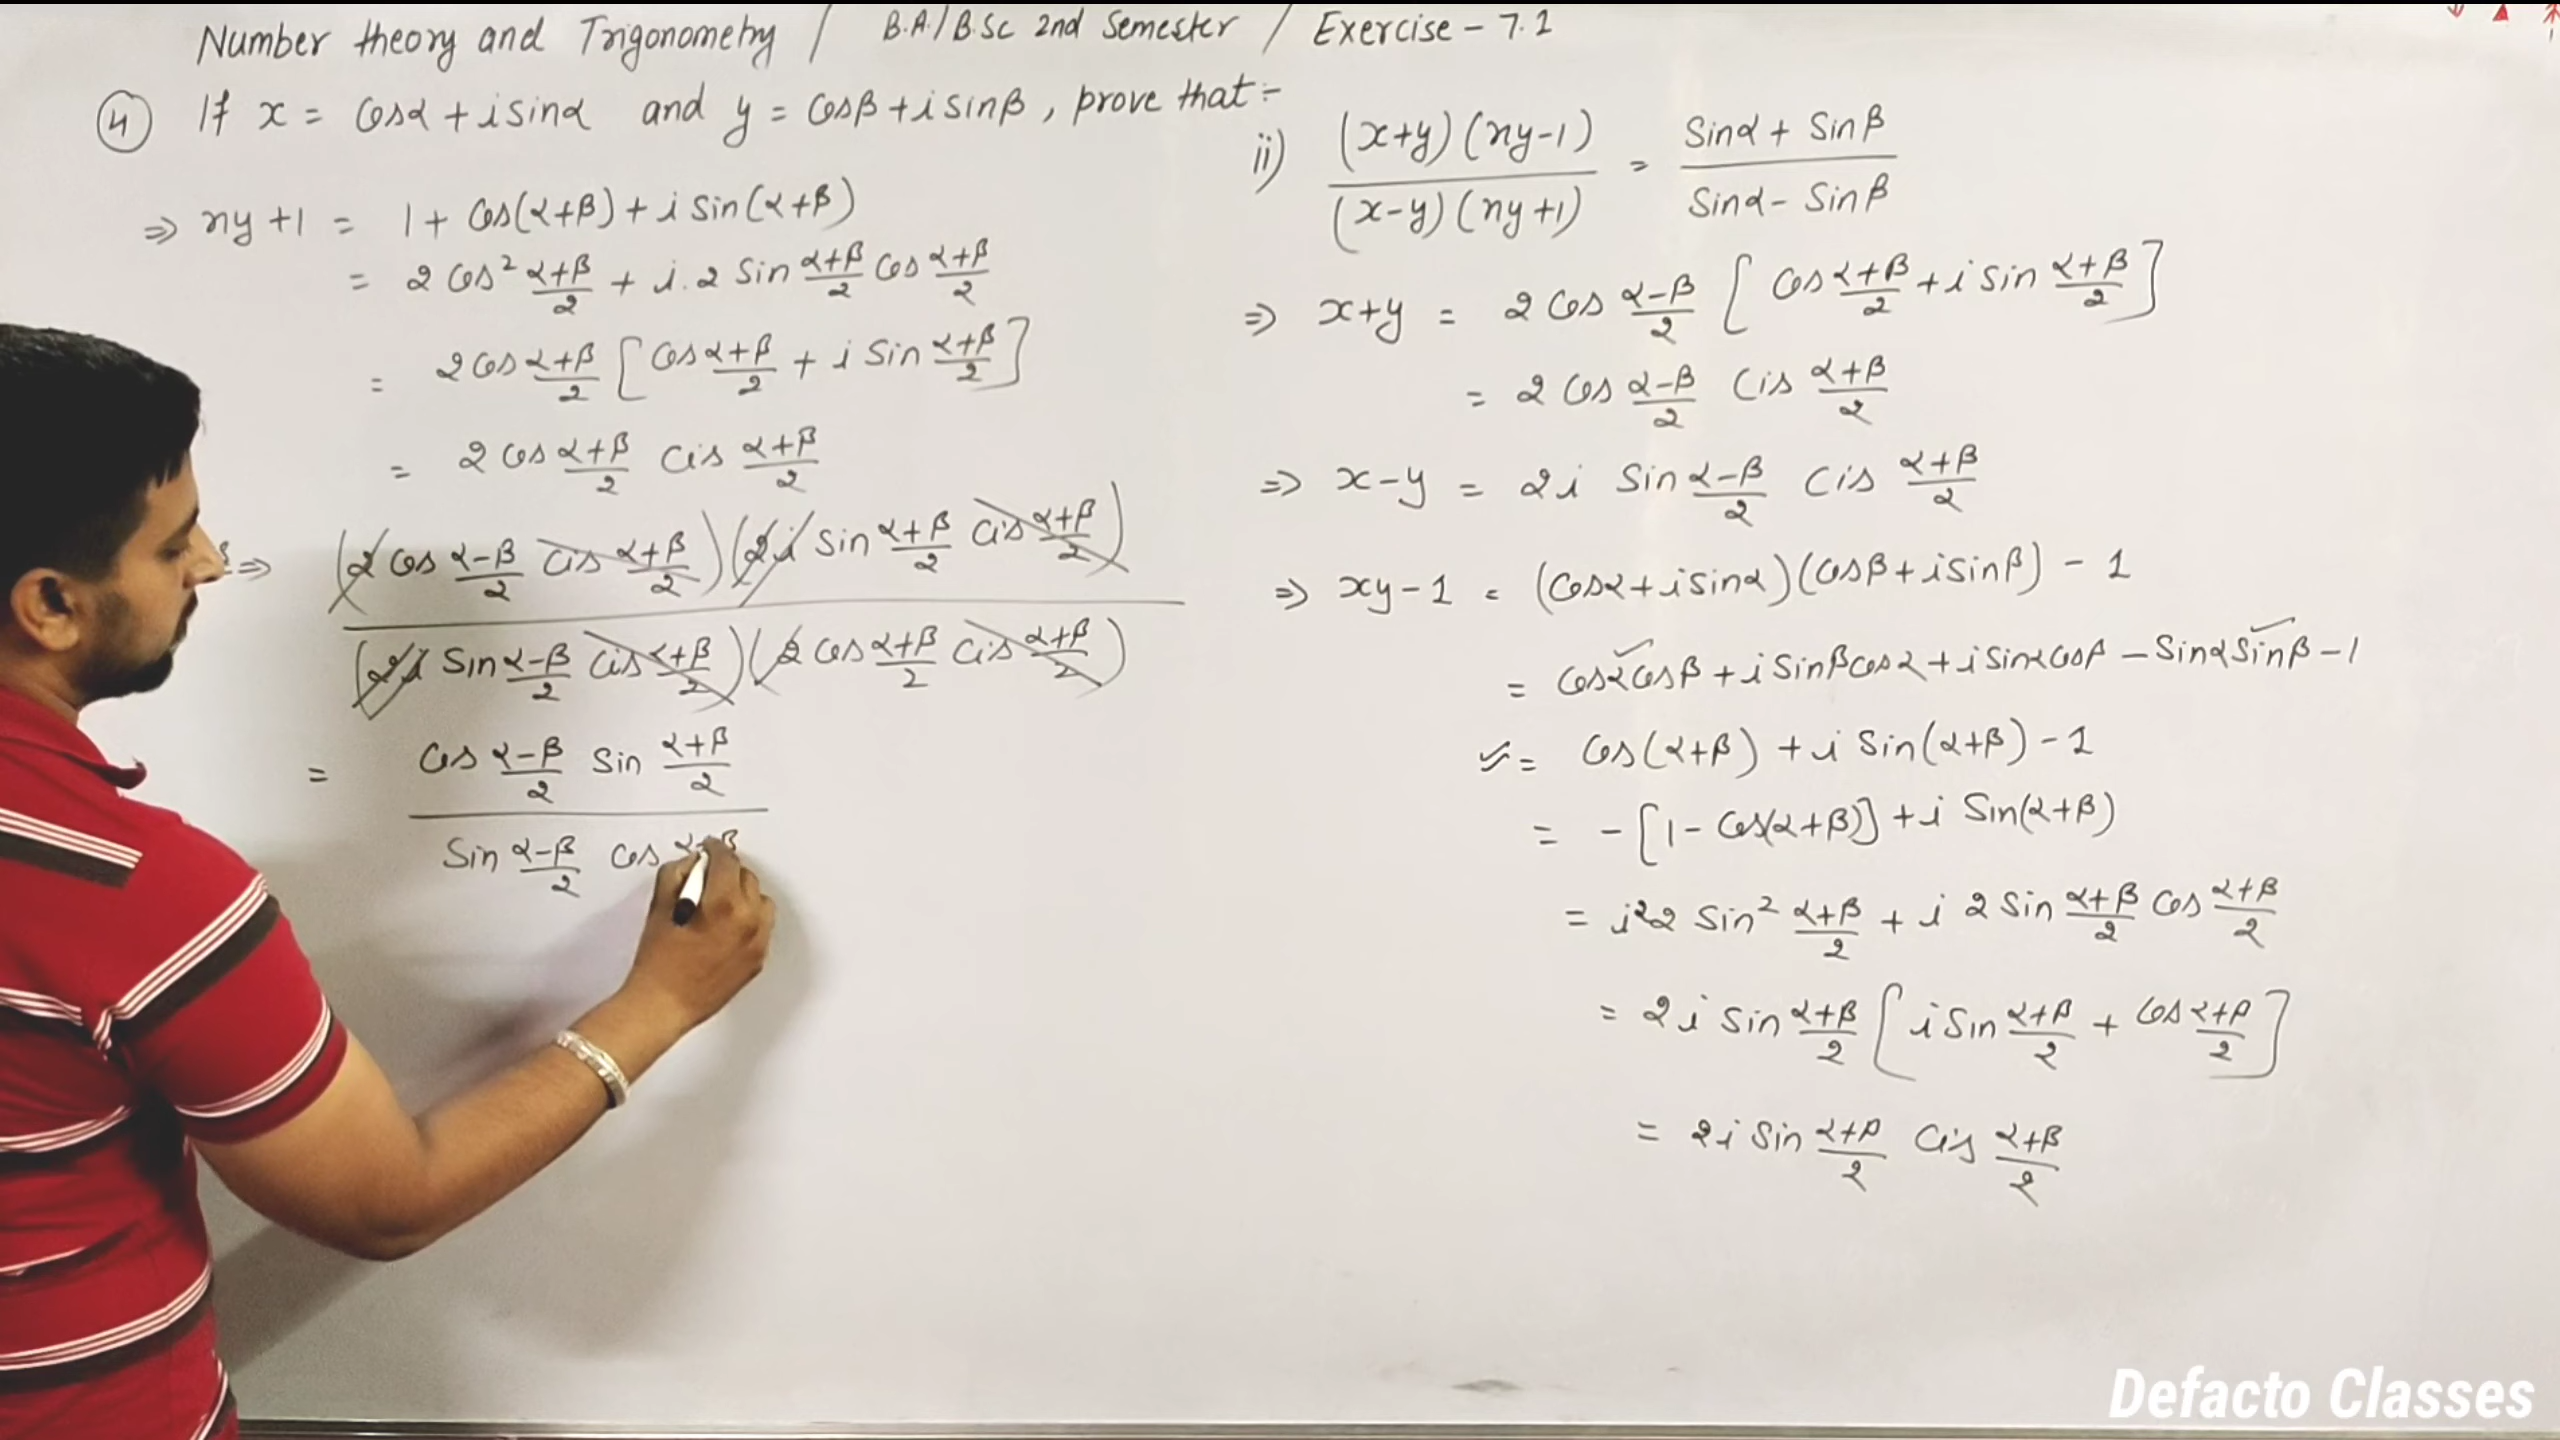 Number theory and Trigonometry / B.A./B.Sc 2nd Semester / Exercise - 7.1
(4) If x = Cosα + i sinα and y = Cosβ + i sinβ, prove that :-
⇒ xy + 1 = 1 + Cos(α+β) + i Sin(α+β)
= 2 Cos² (α+β)/2 + i. 2 Sin (α+β)/2 Cos (α+β)/2
= 2 Cos (α+β)/2 [Cos (α+β)/2 + i Sin (α+β)/2]
= 2 Cos (α+β)/2 Cis (α+β)/2
⇒ (2 Cos (α-β)/2 Cis (α+β)/2)(2i Sin (α+β)/2 Cis (α+β)/2)
(2i Sin (α-β)/2 Cis (α+β)/2)(2 Cos (α+β)/2 Cis (α+β)/2)
= Cos (α-β)/2 Sin (α+β)/2
Sin (α-β)/2 Cos
ii) (x+y)(xy-1) / (x-y)(xy+1) = Sinα + Sinβ / Sinα - Sinβ
⇒ x+y = 2 Cos (α-β)/2 [Cos (α+β)/2 + i Sin (α+β)/2]
= 2 Cos (α-β)/2 Cis (α+β)/2
⇒ x-y = 2i Sin (α-β)/2 Cis (α+β)/2
⇒ xy-1 = (Cosα + i sinα)(Cosβ + i Sinβ) - 1
= Cosα Cosβ + i Sinβ Cosα + i Sinα Cosβ - Sinα Sinβ - 1
= Cos(α+β) + i Sin(α+β) - 1
= -[1 - Cos(α+β)] + i Sin(α+β)
= i²2 Sin² (α+β)/2 + i 2 Sin (α+β)/2 Cos (α+β)/2
= 2i Sin (α+β)/2 [i Sin (α+β)/2 + Cos (α+β)/2]
= 2i Sin (α+β)/2 Cis (α+β)/2
Defacto Classes